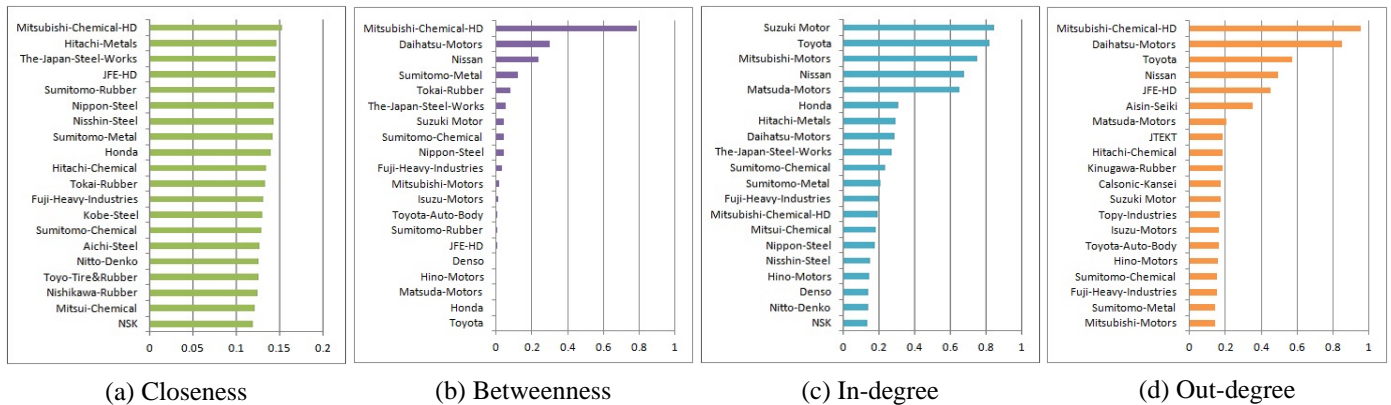 Mitsubishi-Chemical-HD
Hitachi-Metals
The-Japan-Steel-Works
JFE-HD
Sumitomo-Rubber
Nippon-Steel
Nisshin-Steel
Sumitomo-Metal
Honda
Hitachi-Chemical
Tokai-Rubber
Fuji-Heavy-Industries
Kobe-Steel
Sumitomo-Chemical
Aichi-Steel
Nitto-Denko
Toyo-Tire&Rubber
Nishikawa-Rubber
Mitsui-Chemical
NSK
0 0.05 0.1 0.15 0.2
(a) Closeness
Mitsubishi-Chemical-HD
Daihatsu-Motors
Nissan
Sumitomo-Metal
Tokai-Rubber
The-Japan-Steel-Works
Suzuki Motor
Sumitomo-Chemical
Nippon-Steel
Fuji-Heavy-Industries
Mitsubishi-Motors
Isuzu-Motors
Toyota-Auto-Body
Sumitomo-Rubber
JFE-HD
Denso
Hino-Motors
Matsuda-Motors
Honda
Toyota
0 0.2 0.4 0.6 0.8 1
(b) Betweenness
Suzuki Motor
Toyota
Mitsubishi-Motors
Nissan
Matsuda-Motors
Honda
Hitachi-Metals
Daihatsu-Motors
The-Japan-Steel-Works
Sumitomo-Chemical
Sumitomo-Metal
Fuji-Heavy-Industries
Mitsubishi-Chemical-HD
Mitsui-Chemical
Nippon-Steel
Nisshin-Steel
Hino-Motors
Denso
Nitto-Denko
NSK
0 0.2 0.4 0.6 0.8 1
(c) In-degree
Mitsubishi-Chemical-HD
Daihatsu-Motors
Toyota
Nissan
JFE-HD
Aisin-Seiki
Matsuda-Motors
JTEKT
Hitachi-Chemical
Kinugawa-Rubber
Calsonic-Kansei
Suzuki Motor
Topy-Industries
Isuzu-Motors
Toyota-Auto-Body
Hino-Motors
Sumitomo-Chemical
Fuji-Heavy-Industries
Sumitomo-Metal
Mitsubishi-Motors
0 0.2 0.4 0.6 0.8 1
(d) Out-degree